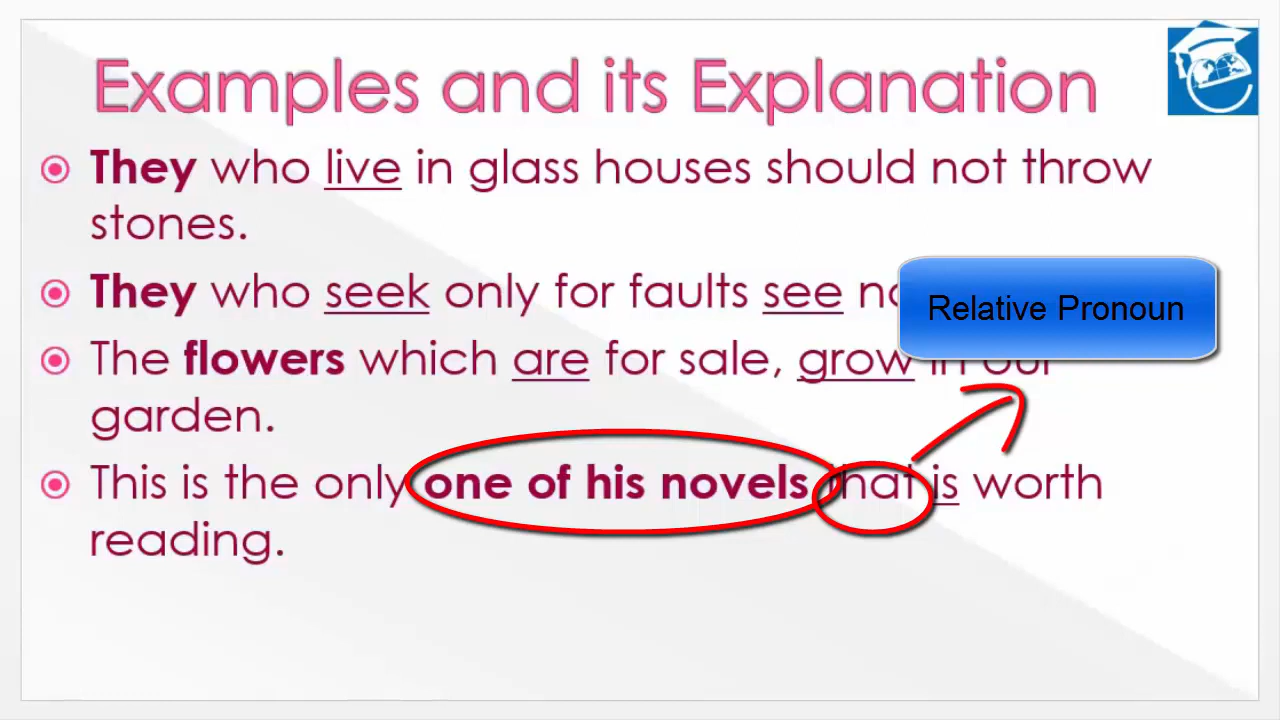 Examples and its Explanation
They who live in glass houses should not throw
stones.
They who seek only for faults see
Relative Pronoun
The flowers which are for sale, grow in our
garden.
This is the only one of his novels that is worth
reading.